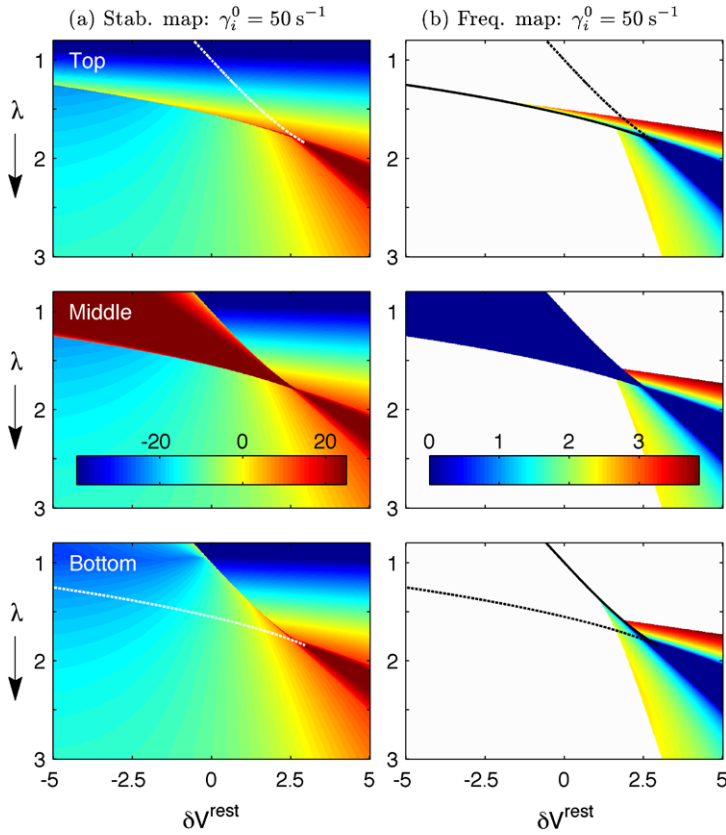 (a) Stab. map: γ_i^0 = 50 s⁻¹
(b) Freq. map: γ_i^0 = 50 s⁻¹
Top
λ
1
2
3
1
2
3
Middle
λ
1
2
3
-20 0 20
1
2
3
0 1 2 3
Bottom
λ
1
2
3
-5 -2.5 0 2.5 5
δV^rest
1
2
3
-5 -2.5 0 2.5 5
δV^rest